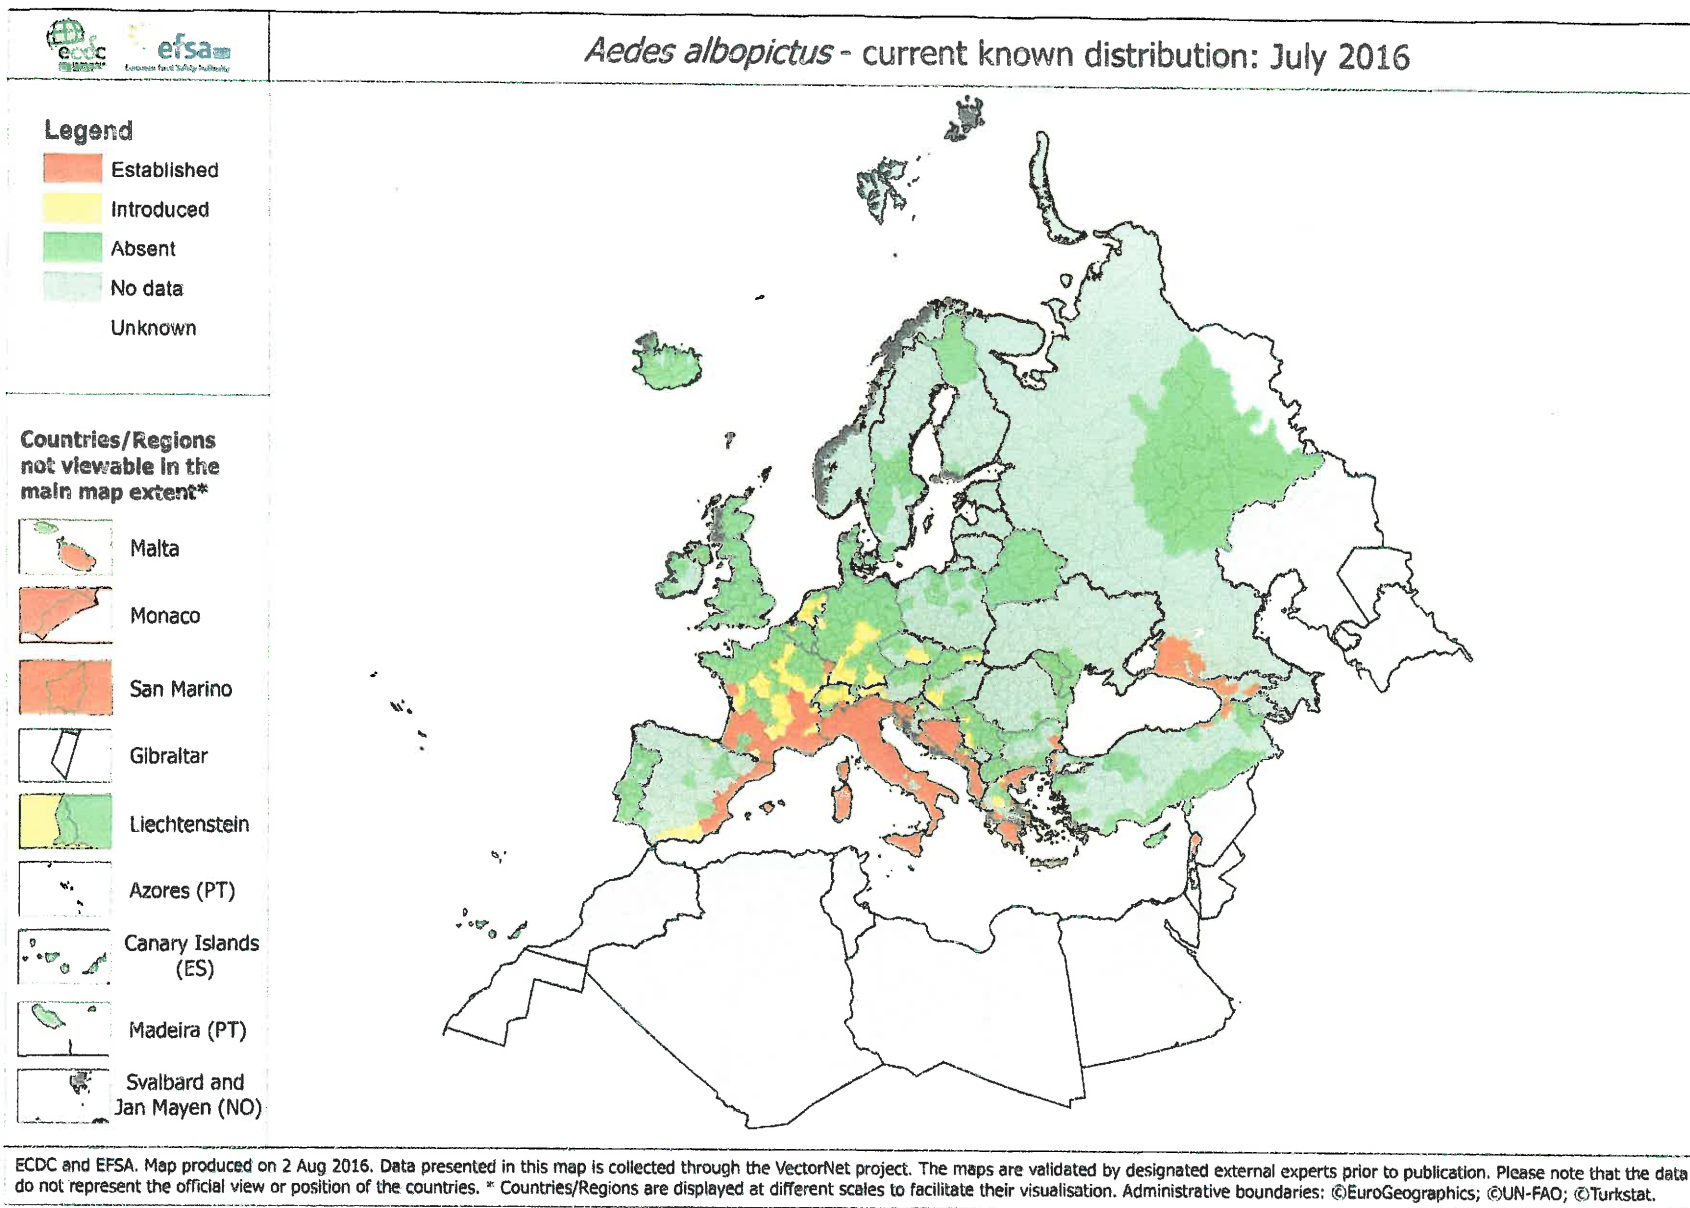 ecdc
efsa
European Food Safety Authority
Aedes albopictus - current known distribution: July 2016
Legend
Established
Introduced
Absent
No data
Unknown
Countries/Regions
not viewable in the
main map extent*
Malta
Monaco
San Marino
Gibraltar
Liechtenstein
Azores (PT)
Canary Islands
(ES)
Madeira (PT)
Svalbard and
Jan Mayen (NO)
ECDC and EFSA. Map produced on 2 Aug 2016. Data presented in this map is collected through the VectorNet project. The maps are validated by designated external experts prior to publication. Please note that the data
do not represent the official view or position of the countries. * Countries/Regions are displayed at different scales to facilitate their visualisation. Administrative boundaries: ©EuroGeographics; ©UN-FAO; ©Turkstat.